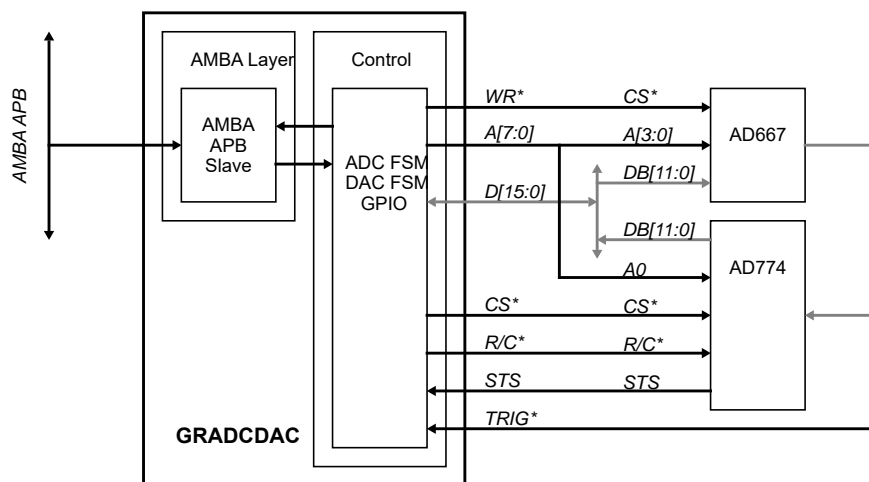 AMBA APB
AMBA Layer
Control
AMBA
APB
Slave
ADC FSM
DAC FSM
GPIO
GRADCDAC
WR*
CS*
A[7:0]
A[3:0]
DB[11:0]
D[15:0]
DB[11:0]
A0
CS*
CS*
R/C*
R/C*
STS
STS
TRIG*
AD667
AD774